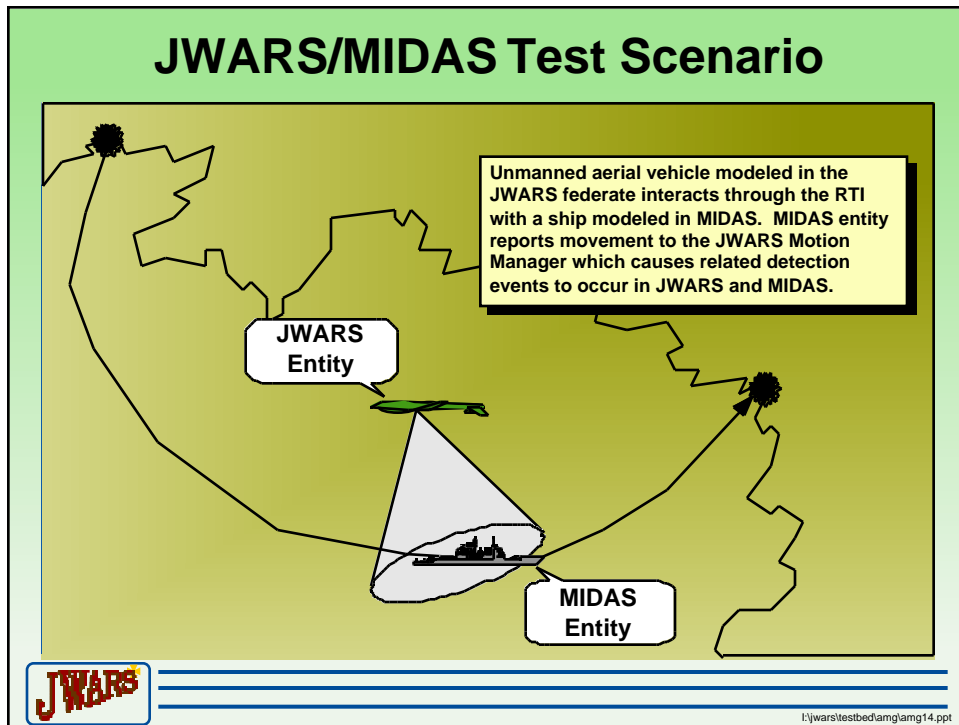 JWARS/MIDAS Test Scenario
Unmanned aerial vehicle modeled in the
JWARS federate interacts through the RTI
with a ship modeled in MIDAS.  MIDAS entity
reports movement to the JWARS Motion
Manager which causes related detection
events to occur in JWARS and MIDAS.
JWARS
Entity
MIDAS
Entity
JWARS
I:\jwars\testbed\amg\amg14.ppt